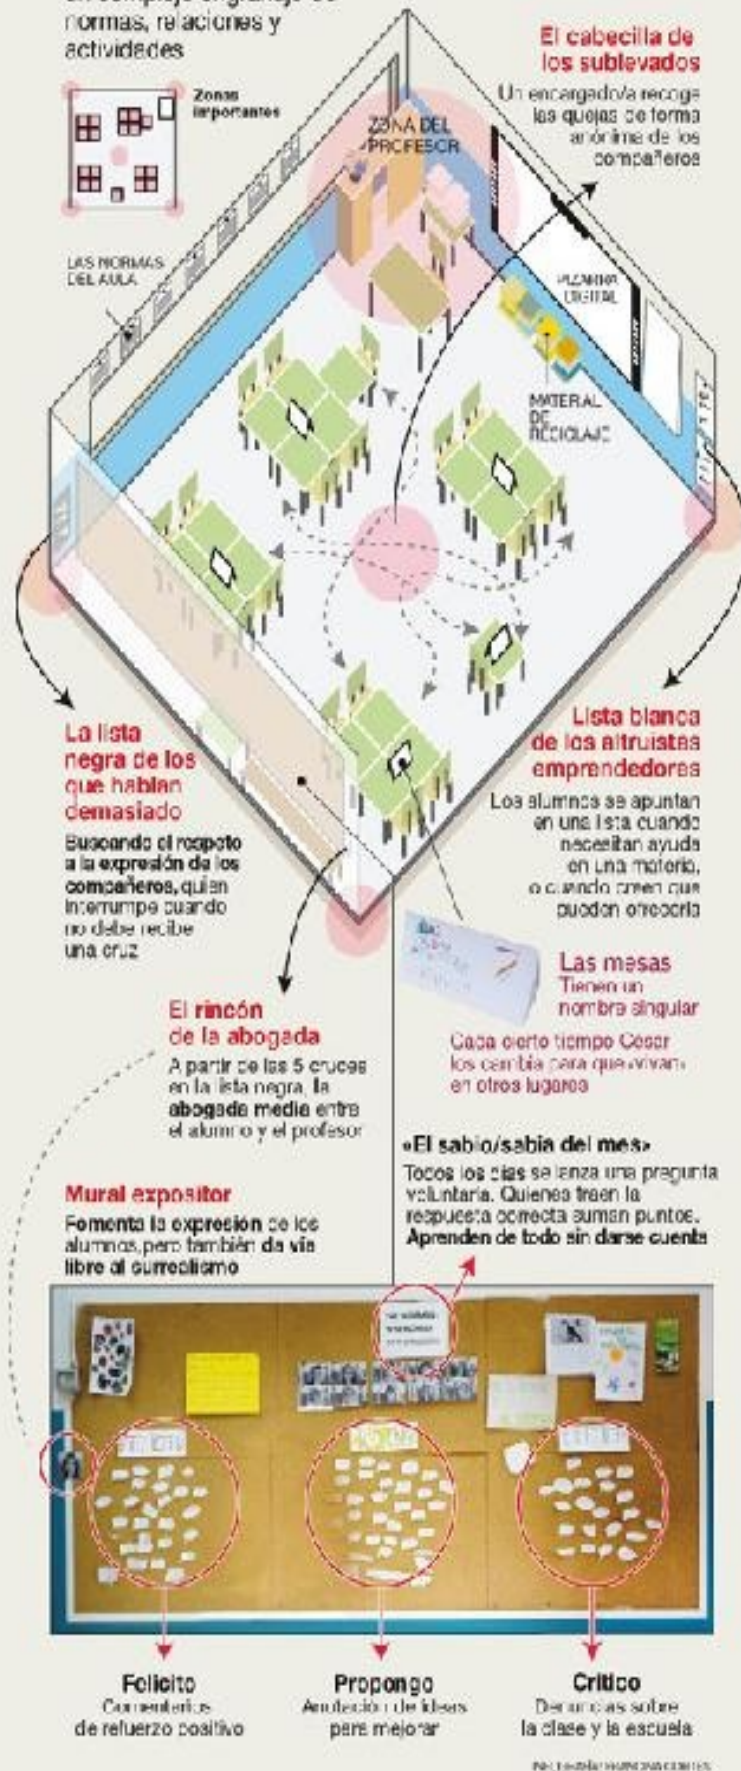 normas, relaciones y
actividades
Zonas
importantes
LAS NORMAS
DEL AULA
ZONA DEL
PROFESOR
El cabecilla de
los sublevados
Un encargado/a recoge
las quejas de forma
anónima de los
compañeros
PIZARRA
DIGITAL
MATERIAL
DE
RECICLAJE
La lista
negra de los
que hablan
demasiado
Buscando el respeto
a la expresión de los
compañeros, quien
interrumpe cuando
no debe recibe
una cruz
Lista blanca
de los altruistas
emprendedores
Los alumnos se apuntan
en una lista cuando
necesitan ayuda
en una materia,
o cuando creen que
pueden ofrecerla
Las mesas
Tienen un
nombre singular
Cada cierto tiempo César
los cambia para que «vivan»
en otros lugares
El rincón
de la abogada
A partir de las 5 cruces
en la lista negra, la
abogada media entre
el alumno y el profesor
«El sabio/sabia del mes»
Todos los días se lanza una pregunta
voluntaria. Quienes traen la
respuesta correcta suman puntos.
Aprenden de todo sin darse cuenta
Mural expositor
Fomenta la expresión de los
alumnos, pero también da vía
libre al surrealismo
Felicito
Comentarios
de refuerzo positivo
Propongo
Anotación de ideas
para mejorar
Critico
Denuncias sobre
la clase y la escuela